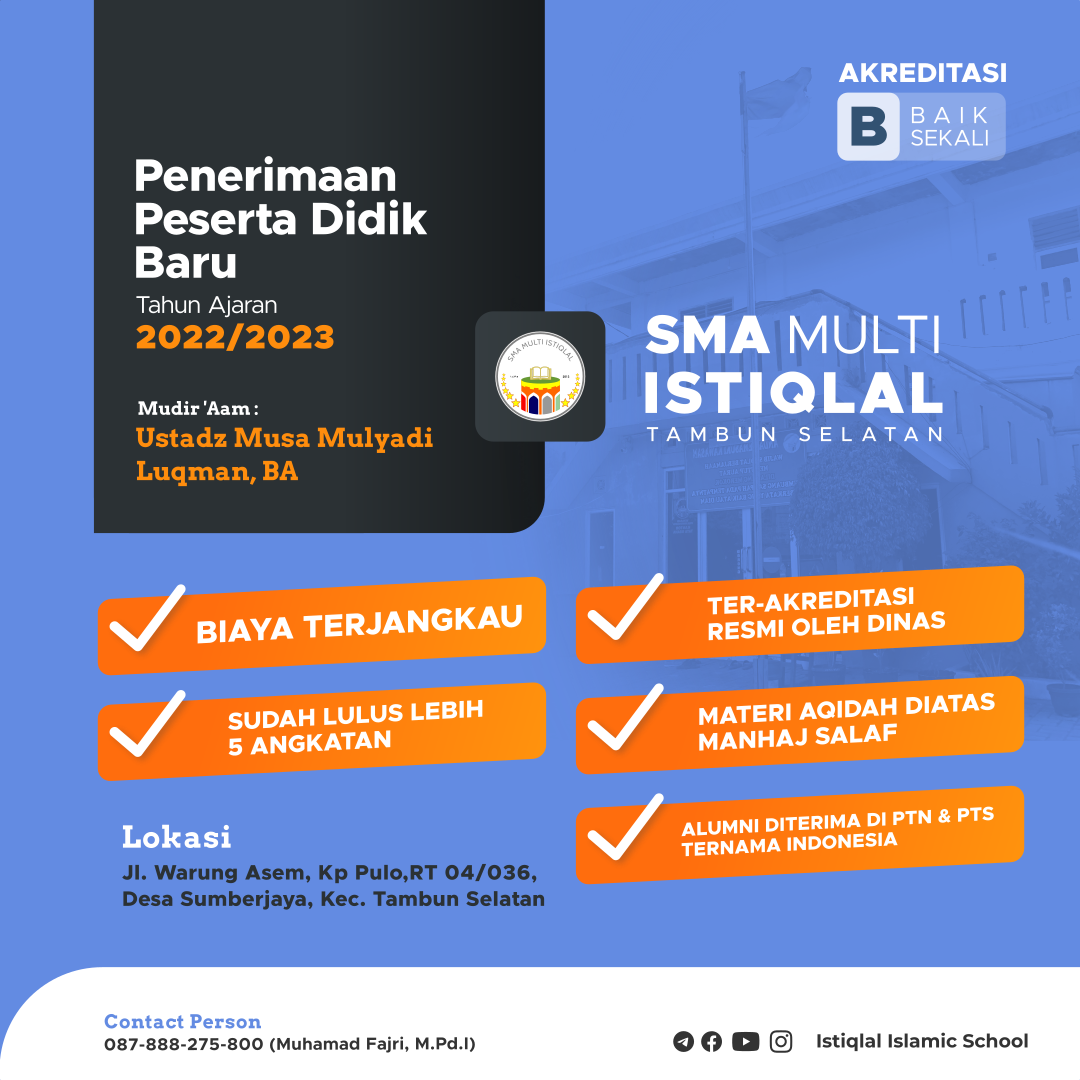 AKREDITASI
B
BAIK
SEKALI
Penerimaan
Peserta Didik
Baru
Tahun Ajaran
2022/2023
Mudir 'Aam :
Ustadz Musa Mulyadi
Luqman, BA
SMA MULTI ISTIQLAL
SMA MULTI
ISTIQLAL
TAMBUN SELATAN
BIAYA TERJANGKAU
SUDAH LULUS LEBIH
5 ANGKATAN
TER-AKREDITASI
RESMI OLEH DINAS
MATERI AQIDAH DIATAS
MANHAJ SALAF
ALUMNI DITERIMA DI PTN & PTS
TERNAMA INDONESIA
Lokasi
Jl. Warung Asem, Kp Pulo,RT 04/036,
Desa Sumberjaya, Kec. Tambun Selatan
Contact Person
087-888-275-800 (Muhamad Fajri, M.Pd.I)
Istiqlal Islamic School